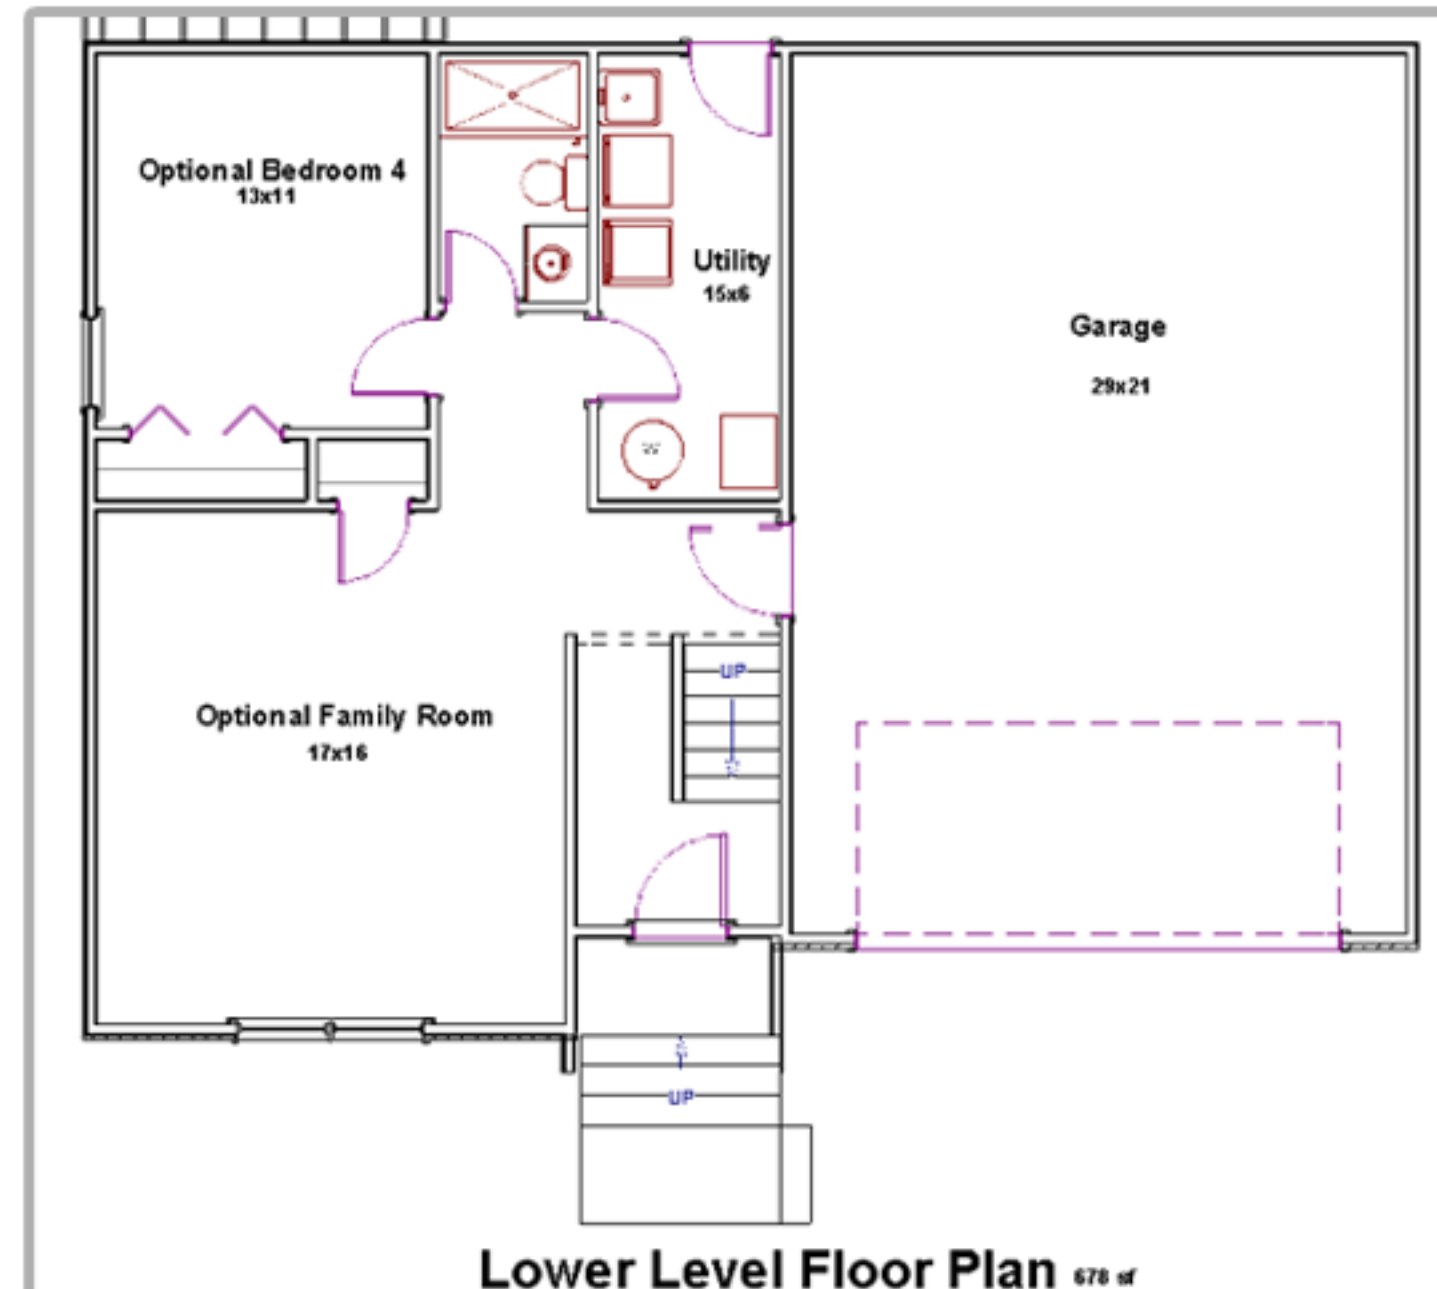 Optional Bedroom 4
13x11
Utility
15x6
Garage
29x21
UP
Optional Family Room
17x16
UP
Lower Level Floor Plan 678 sf